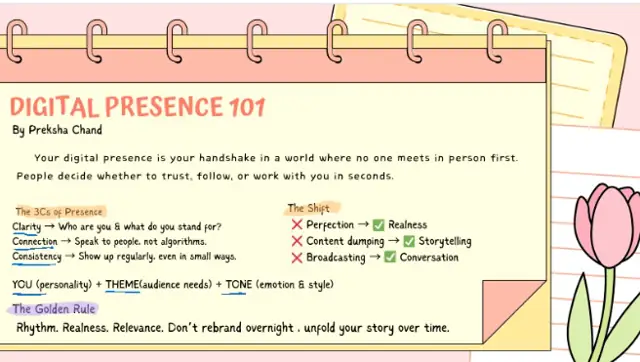 DIGITAL PRESENCE 101
By Preksha Chand
Your digital presence is your handshake in a world where no one meets in person first.
People decide whether to trust, follow, or work with you in seconds.
The 3Cs of Presence
Clarity → Who are you & what do you stand for?
Connection → Speak to people, not algorithms.
Consistency → Show up regularly, even in small ways.
The Shift
❌ Perfection → ✅ Realness
❌ Content dumping → ✅ Storytelling
❌ Broadcasting → ✅ Conversation
YOU (personality) + THEME(audience needs) + TONE (emotion & style)
The Golden Rule
Rhythm. Realness. Relevance. Don't rebrand overnight . unfold your story over time.